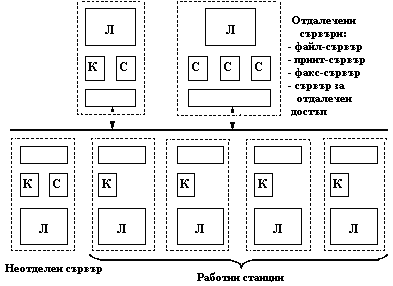 Л
Л
Отдалечени
сървъри:
К С
С С С
- файл-сървър
- принт-сървър
- факс-сървър
- сървър за
отдалечен
достъп
К С
К
К
К
К
Л
Л
Л
Л
Л
Неотделен сървър
Работни станции